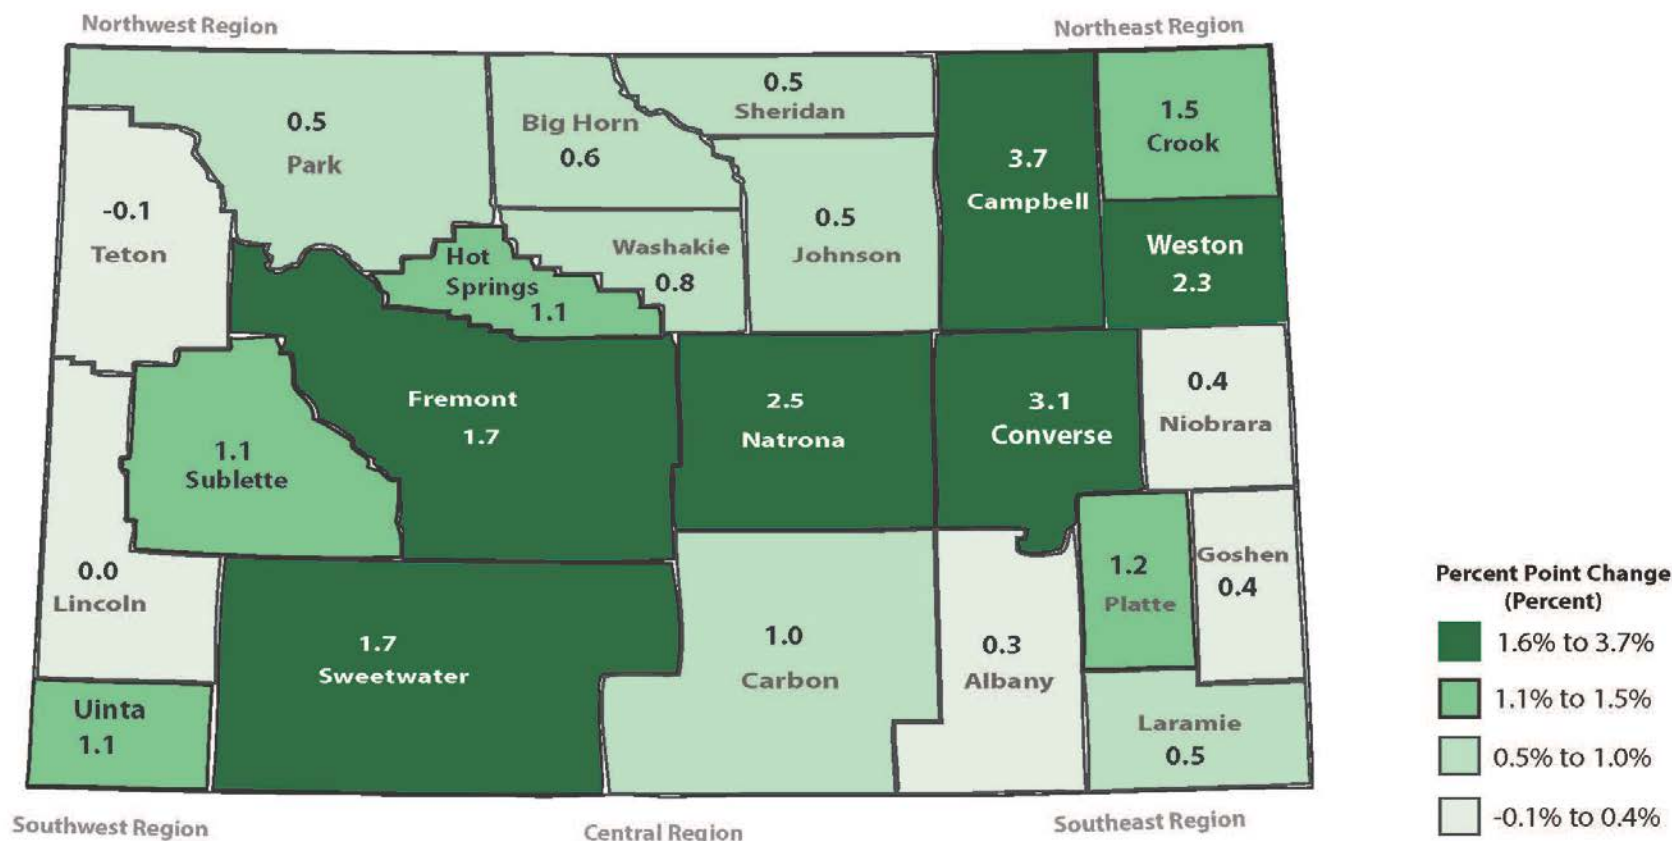 Northwest Region
Northeast Region
0.5
Park
Big Horn
0.6
0.5
Sheridan
3.7
Campbell
1.5
Crook
-0.1
Teton
Hot
Springs
1.1
Washakie
0.8
0.5
Johnson
Weston
2.3
Fremont
1.7
2.5
Natrona
3.1
Converse
0.4
Niobrara
1.1
Sublette
0.0
Lincoln
1.7
Sweetwater
1.0
Carbon
0.3
Albany
1.2
Platte
Goshen
0.4
Uinta
1.1
Laramie
0.5
Southwest Region
Central Region
Southeast Region
Percent Point Change
(Percent)
1.6% to 3.7%
1.1% to 1.5%
0.5% to 1.0%
-0.1% to 0.4%